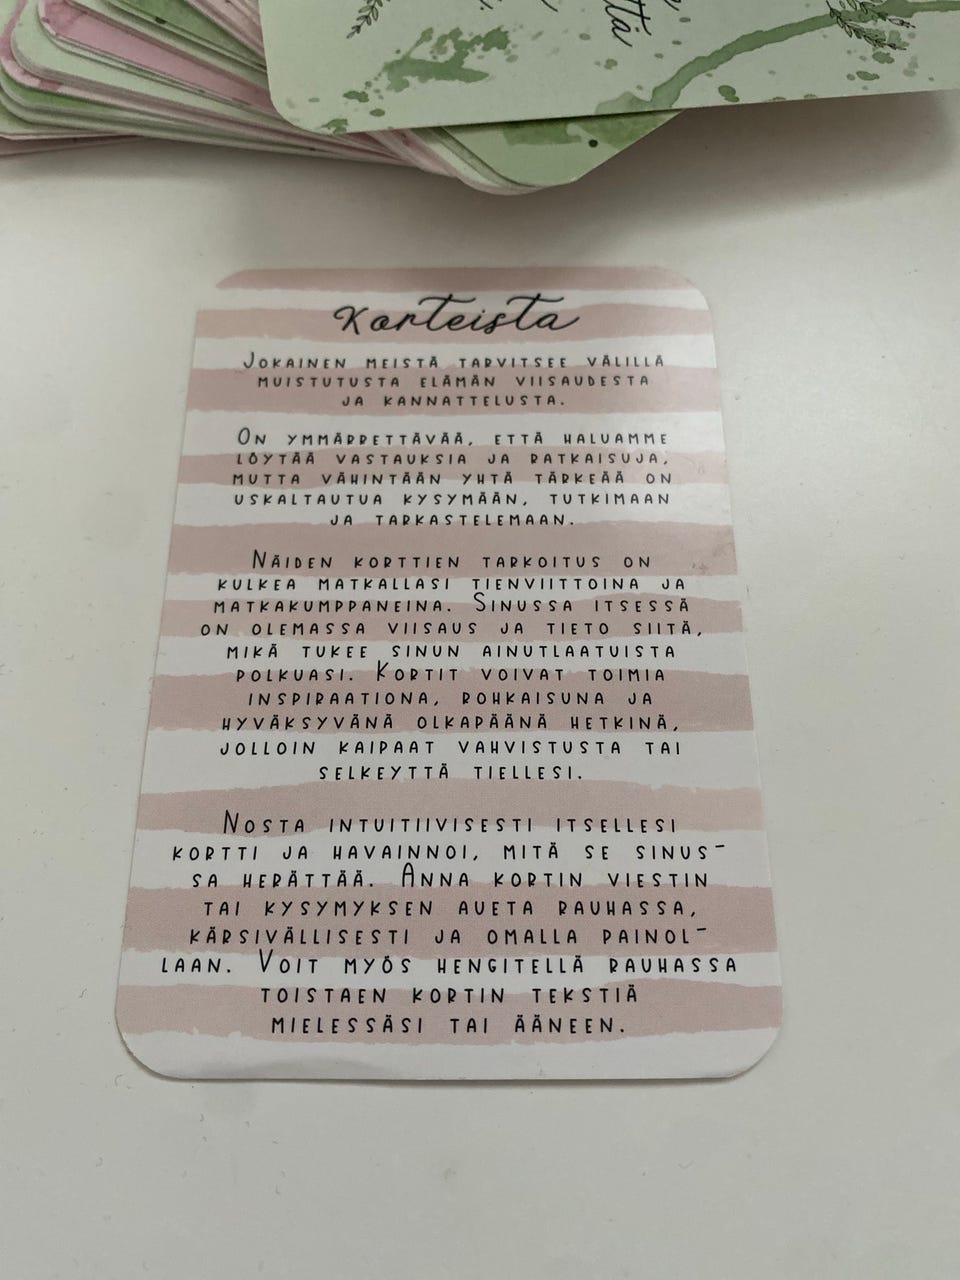 ttä
Korteista
Jokainen meistä tarvitsee välillä
muistutusta elämän viisaudesta
ja kannattelusta.
On ymmärrettävää, että haluamme
löytää vastauksia ja ratkaisuja,
mutta vähintään yhtä tärkeää on
uskaltautua kysymään, tutkimaan
ja tarkastelemaan.
Näiden korttien tarkoitus on
kulkea matkallasi tienviittoina ja
matkakumppaneina. Sinussa itsessä
on olemassa viisaus ja tieto siitä,
mikä tukee sinun ainutlaatuista
polkuasi. Kortit voivat toimia
inspiraationa, rohkaisuna ja
hyväksyvänä olkapäänä hetkinä,
jolloin kaipaat vahvistusta tai
selkeyttä tiellesi.
Nosta intuitiivisesti itsellesi
kortti ja havainnoi, mitä se sinus-
sa herättää. Anna kortin viestin
tai kysymyksen aueta rauhassa,
kärsivällisesti ja omalla painol-
laan. Voit myös hengitellä rauhassa
toistaen kortin tekstiä
mielessäsi tai ääneen.